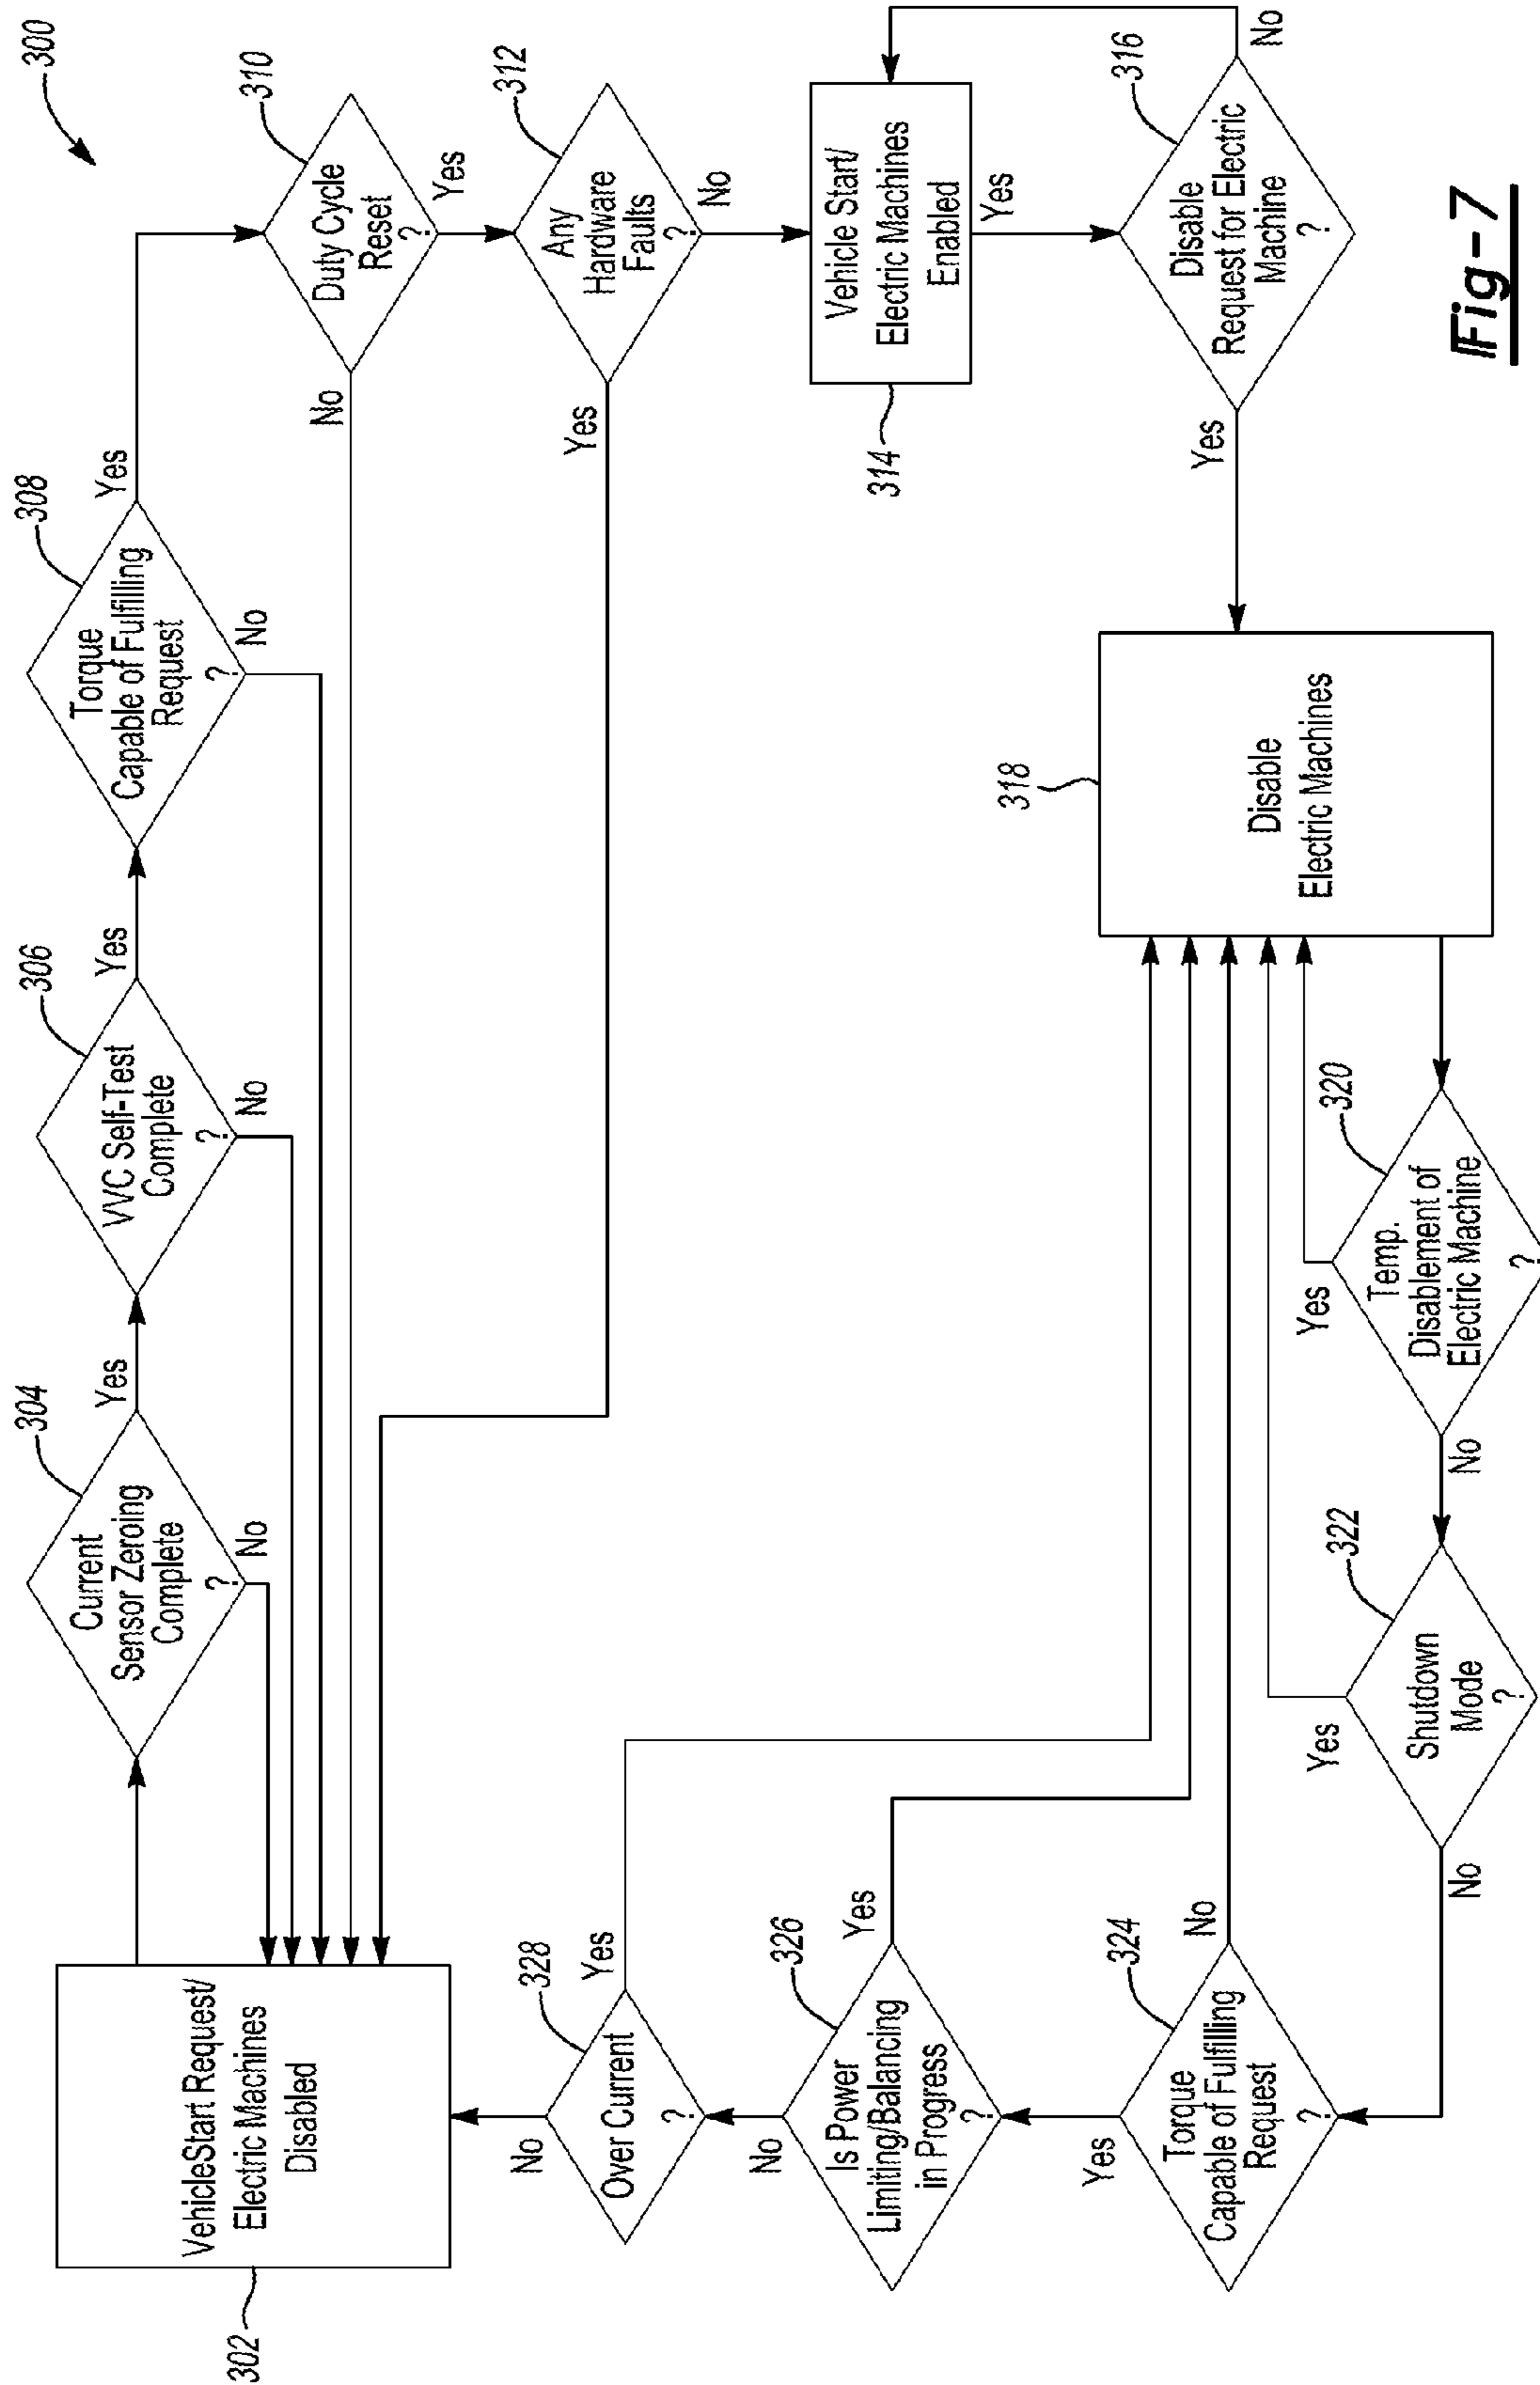 300
302
VehicleStart Request/
Electric Machines
Disabled
304
Current
Sensor Zeroing
Complete
?
Yes
No
306
VVC Self-Test
Complete
?
Yes
No
308
Torque
Capable of Fulfilling
Request
?
Yes
No
310
Duty Cycle
Reset
?
No
Yes
312
Any
Hardware
Faults
?
Yes
No
314
Vehicle Start/
Electric Machines
Enabled
Yes
316
Disable
Request for Electric
Machine
?
No
Yes
318
Disable
Electric Machines
320
Temp.
Disablement of
Electric Machine
?
Yes
No
322
Shutdown
Mode
?
Yes
No
324
Torque
Capable of Fulfilling
Request
?
No
Yes
326
Is Power
Limiting/Balancing
in Progress
?
Yes
No
328
Over Current
?
Yes
No
Fig-7